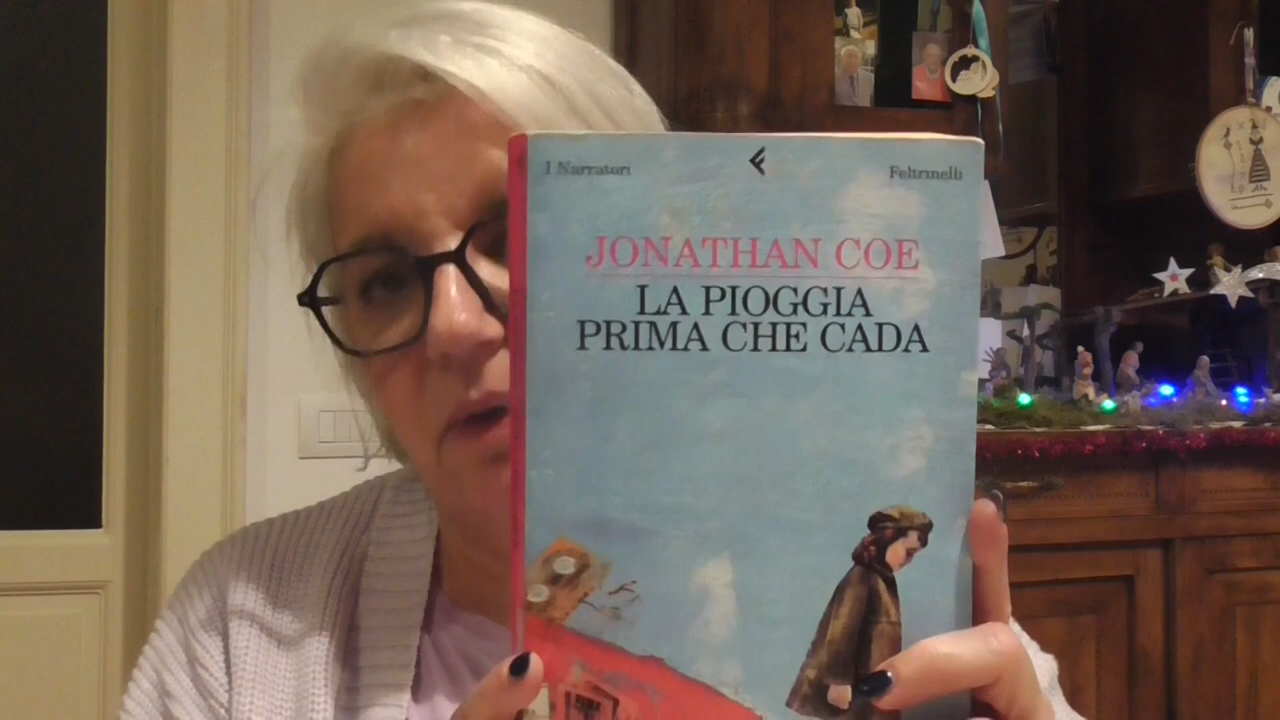 I Narratori
Feltrinelli
JONATHAN COE
LA PIOGGIA
PRIMA CHE CADA